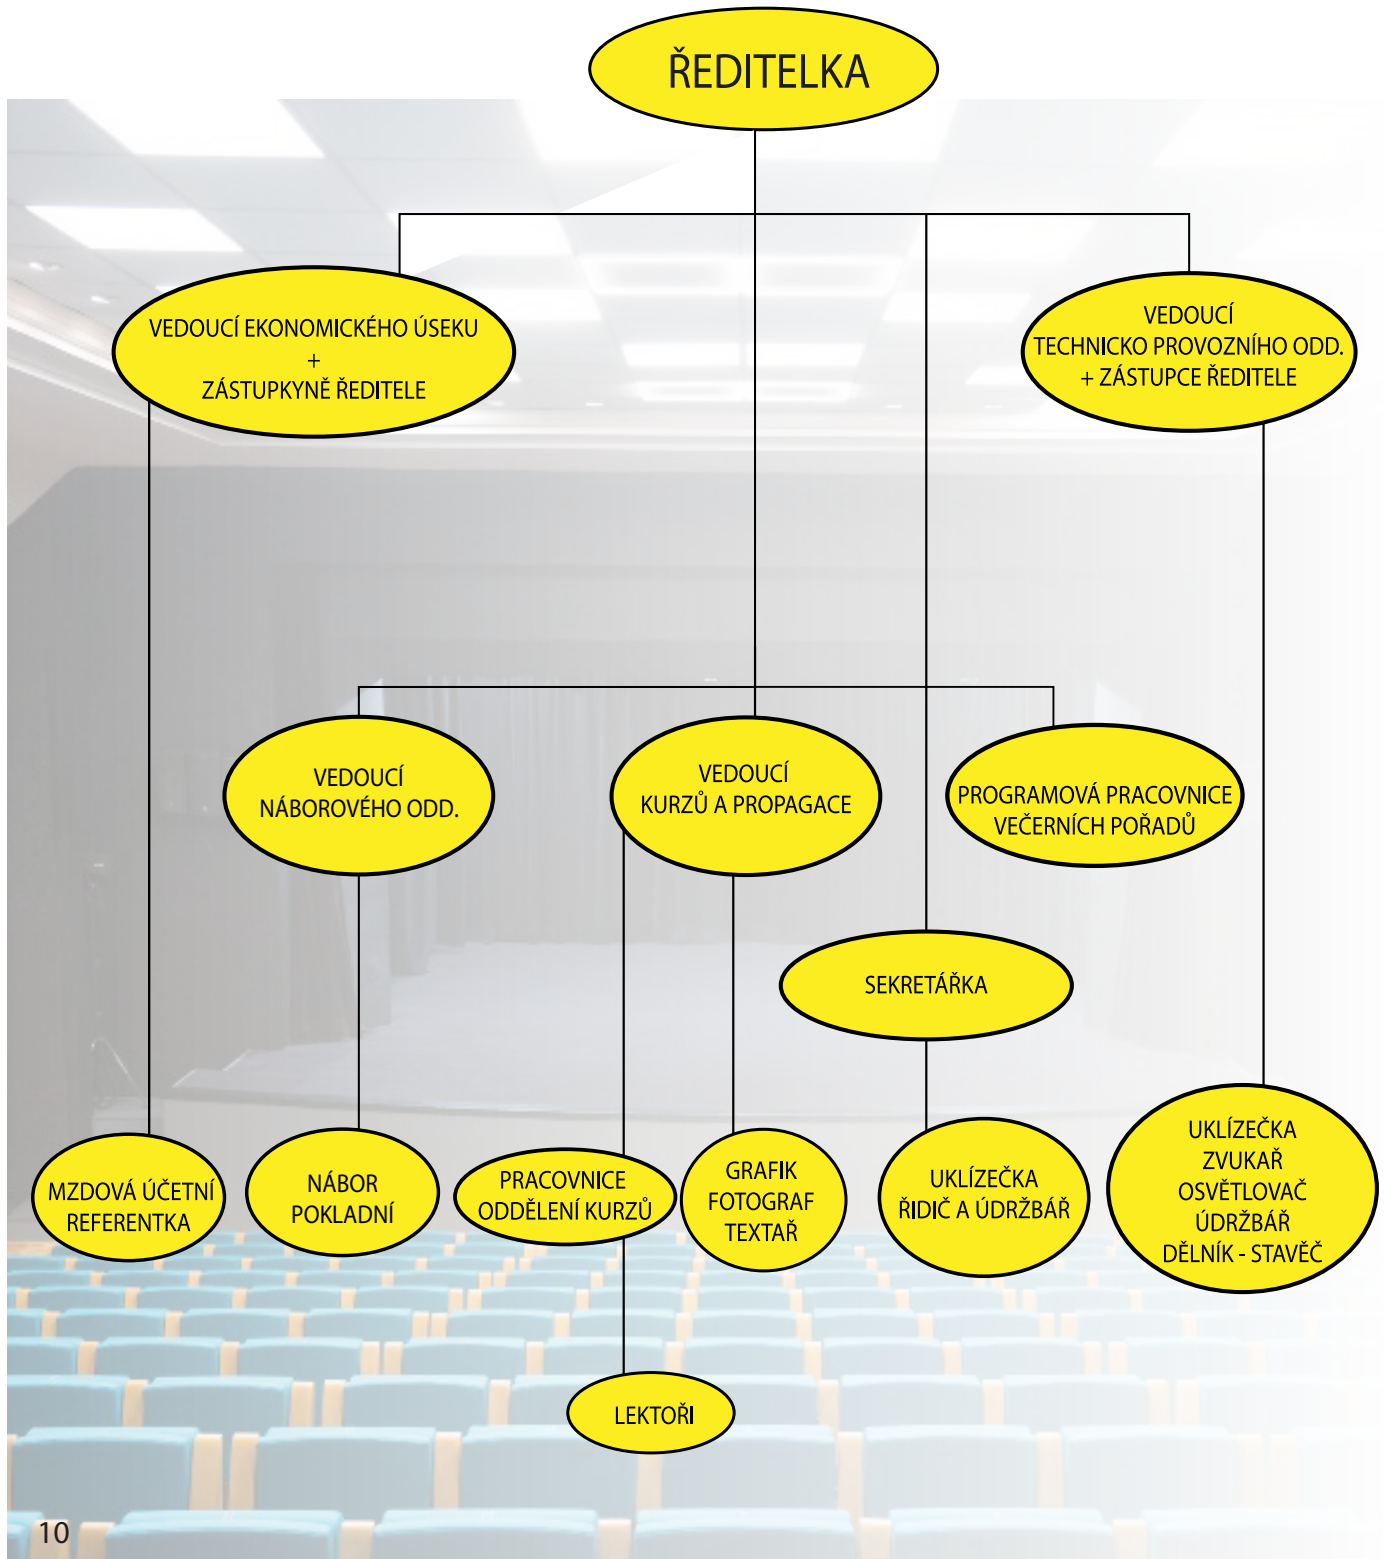 ŘEDITELKA
VEDOUCÍ EKONOMICKÉHO ÚSEKU
+
ZÁSTUPKYNĚ ŘEDITELE
VEDOUCÍ
TECHNICKO PROVOZNÍHO ODD.
+ ZÁSTUPCE ŘEDITELE
VEDOUCÍ
NÁBOROVÉHO ODD.
VEDOUCÍ
KURZŮ A PROPAGACE
PROGRAMOVÁ PRACOVNICE
VEČERNÍCH POŘADŮ
SEKRETÁŘKA
MZDOVÁ ÚČETNÍ
REFERENTKA
NÁBOR
POKLADNÍ
PRACOVNICE
ODDĚLENÍ KURZŮ
GRAFIK
FOTOGRAF
TEXTAŘ
UKLÍZEČKA
ŘIDIČ A ÚDRŽBÁŘ
UKLÍZEČKA
ZVUKAŘ
OSVĚTLOVAČ
ÚDRŽBÁŘ
DĚLNÍK - STAVĚČ
LEKTOŘI
10